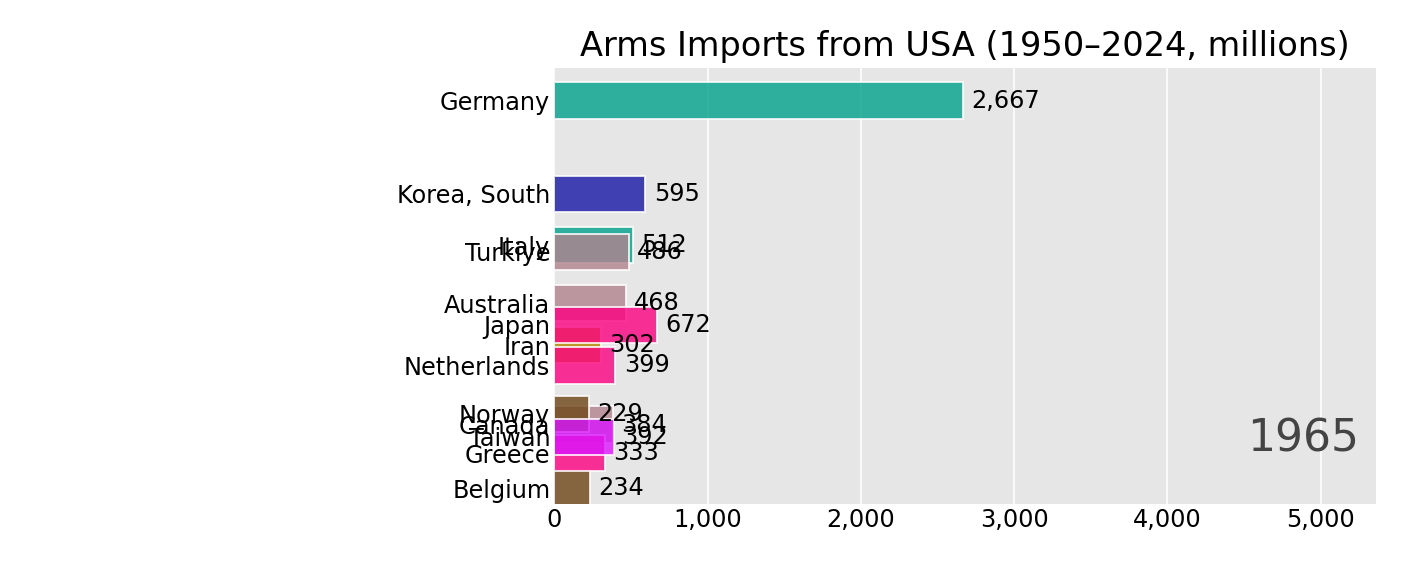 Arms Imports from USA (1950–2024, millions)
Germany 2,667
Korea, South 595
Italy 512
Turkiye 486
Australia 468
Japan 672
Iran 302
Netherlands 399
Norway 229
Canada 384
Taiwan 392
Greece 333
Belgium 234
1965
0 1,000 2,000 3,000 4,000 5,000